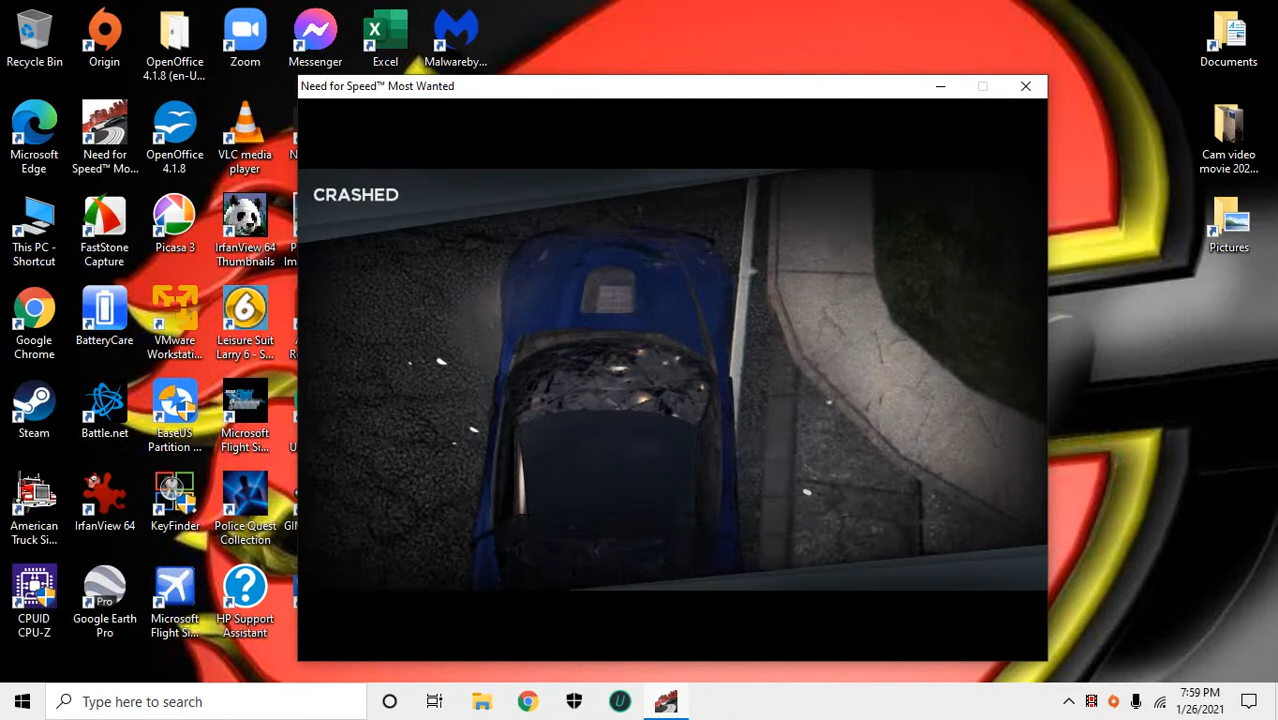 Recycle Bin
Origin
OpenOffice
4.1.8 (en-U...
Zoom
Messenger
Excel
Malwareby...
Documents
Need for Speed™ Most Wanted
Microsoft
Edge
Need for
Speed™ Mo...
OpenOffice
4.1.8
VLC media
player
Cam video
movie 202...
CRASHED
This PC -
Shortcut
FastStone
Capture
Picasa 3
IrfanView 64
Thumbnails
Pictures
Google
Chrome
BatteryCare
VMware
Workstati...
Leisure Suit
Larry 6 - S...
Steam
Battle.net
EaseUS
Partition ...
Microsoft
Flight Si...
American
Truck Si...
IrfanView 64
KeyFinder
Police Quest
Collection
CPUID
CPU-Z
Pro
Google Earth
Pro
Microsoft
Flight Si...
HP Support
Assistant
Type here to search
7:59 PM
1/26/2021